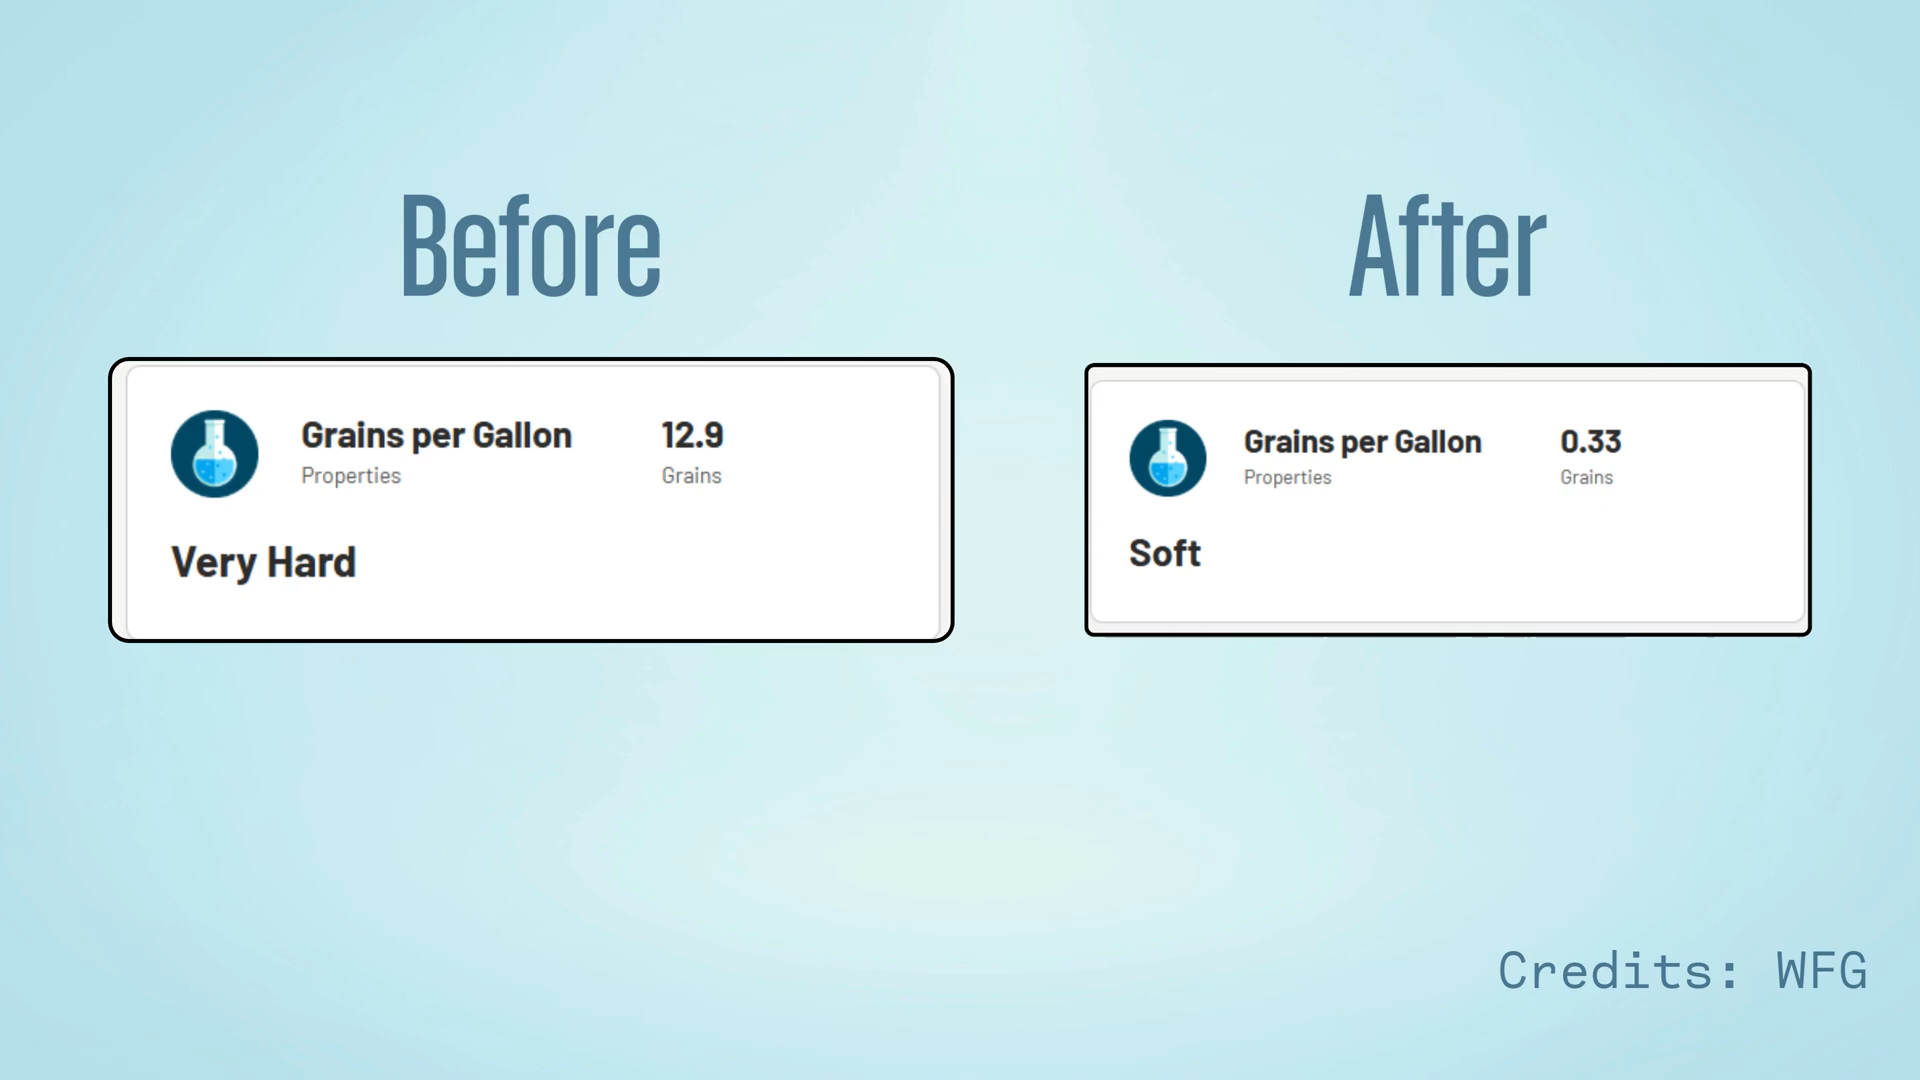 Before
Grains per Gallon 12.9
Properties Grains
Very Hard
After
Grains per Gallon 0.33
Properties Grains
Soft
Credits: WFG